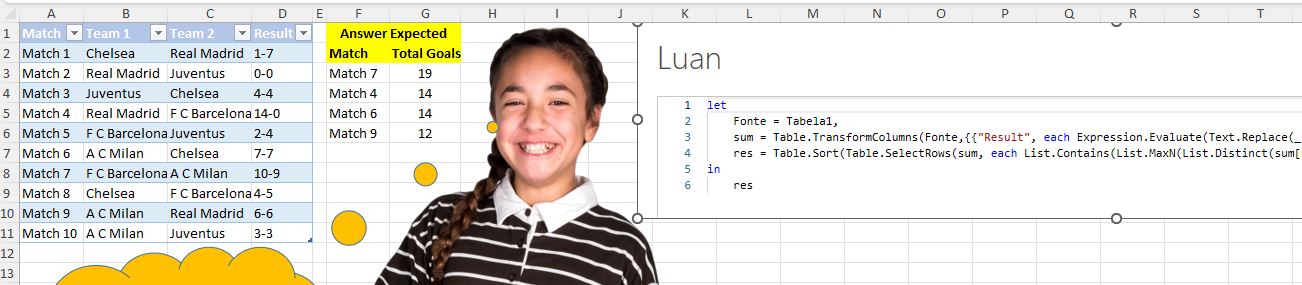 A B C D E F G H I J K L M N O P Q R S T
1 Match Team 1 Team 2 Result Answer Expected
2 Match 1 Chelsea Real Madrid 1-7 Match Total Goals
3 Match 2 Real Madrid Juventus 0-0 Match 7 19
4 Match 3 Juventus Chelsea 4-4 Match 4 14
5 Match 4 Real Madrid F C Barcelona 14-0 Match 6 14
6 Match 5 F C Barcelona Juventus 2-4 Match 9 12
7 Match 6 A C Milan Chelsea 7-7
8 Match 7 F C Barcelona A C Milan 10-9
9 Match 8 Chelsea F C Barcelona 4-5
10 Match 9 A C Milan Real Madrid 6-6
11 Match 10 A C Milan Juventus 3-3
12
13
Luan
1 let
2 Fonte = Tabela1,
3 sum = Table.TransformColumns(Fonte,{{"Result", each Expression.Evaluate(Text.Replace(_
4 res = Table.Sort(Table.SelectRows(sum, each List.Contains(List.MaxN(List.Distinct(sum[
5 in
6 res